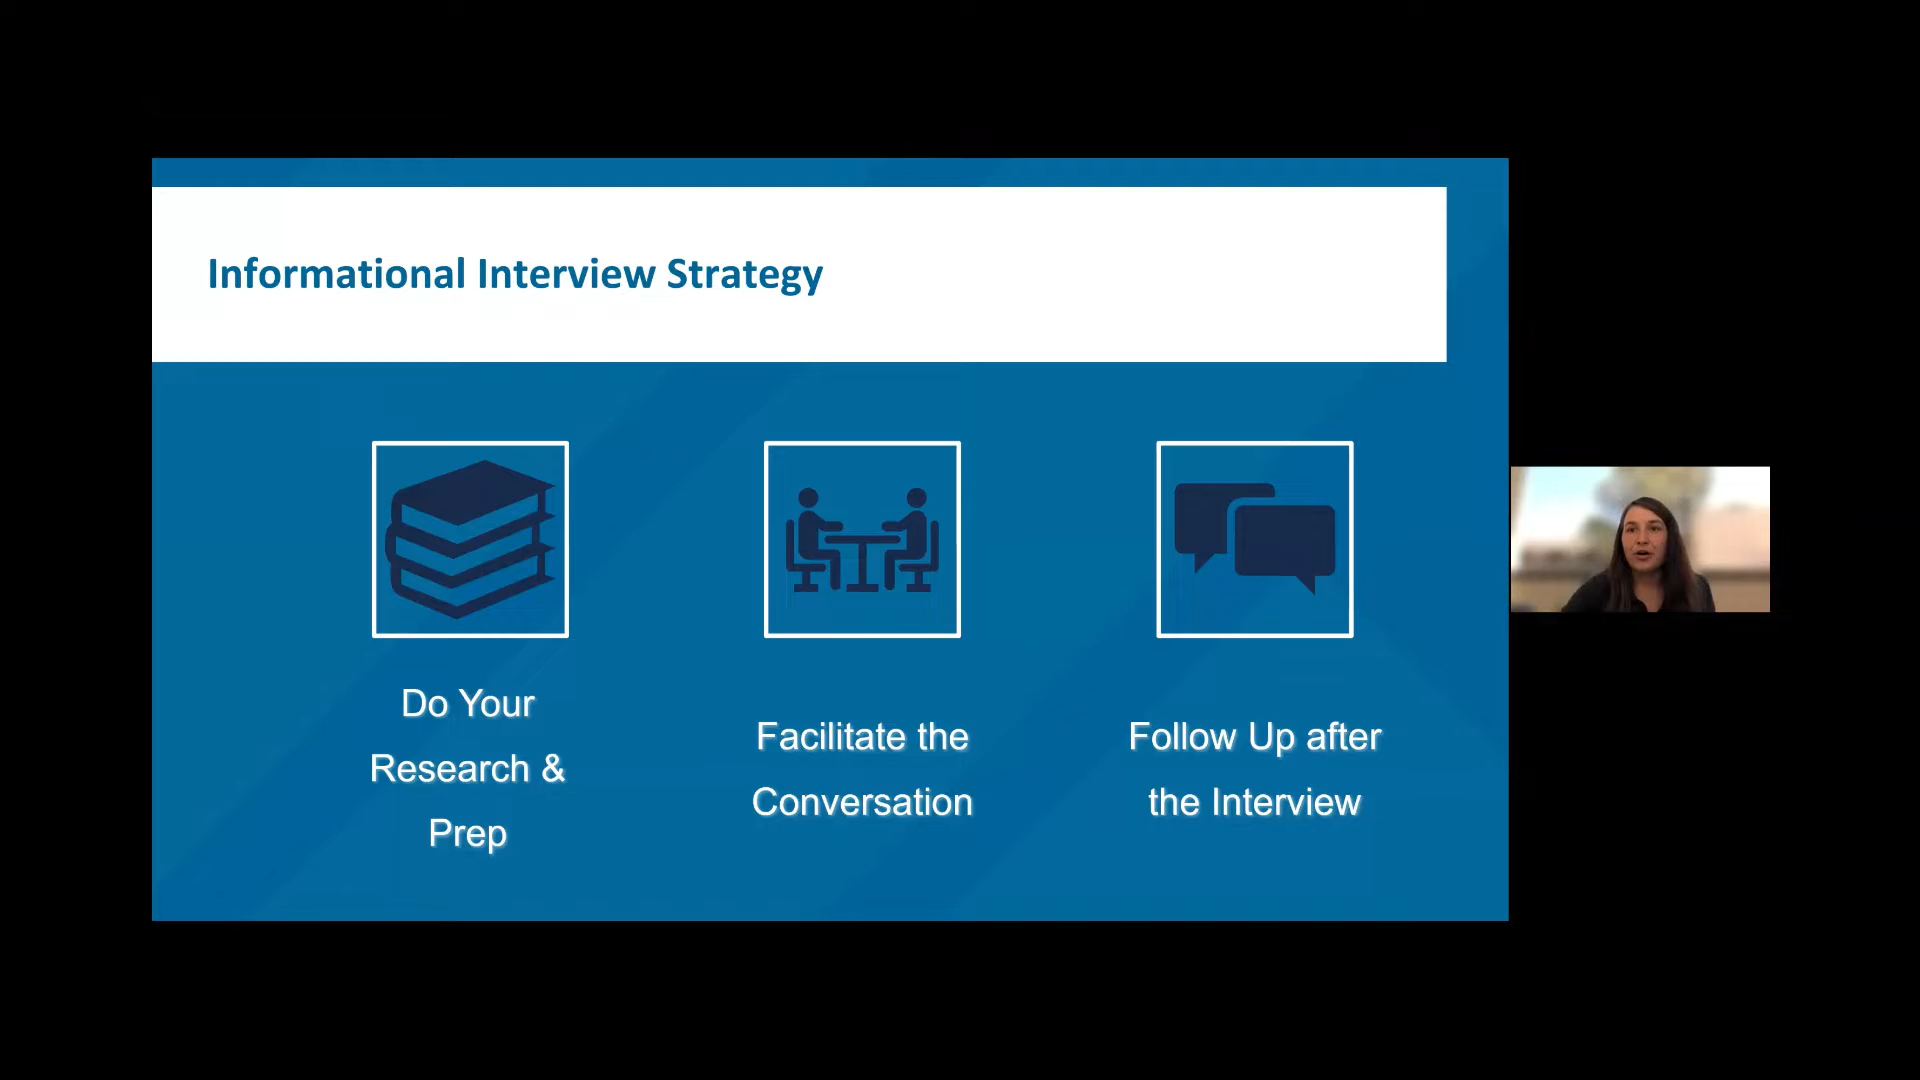 Informational Interview Strategy
Do Your
Research &
Prep
Facilitate the
Conversation
Follow Up after
the Interview